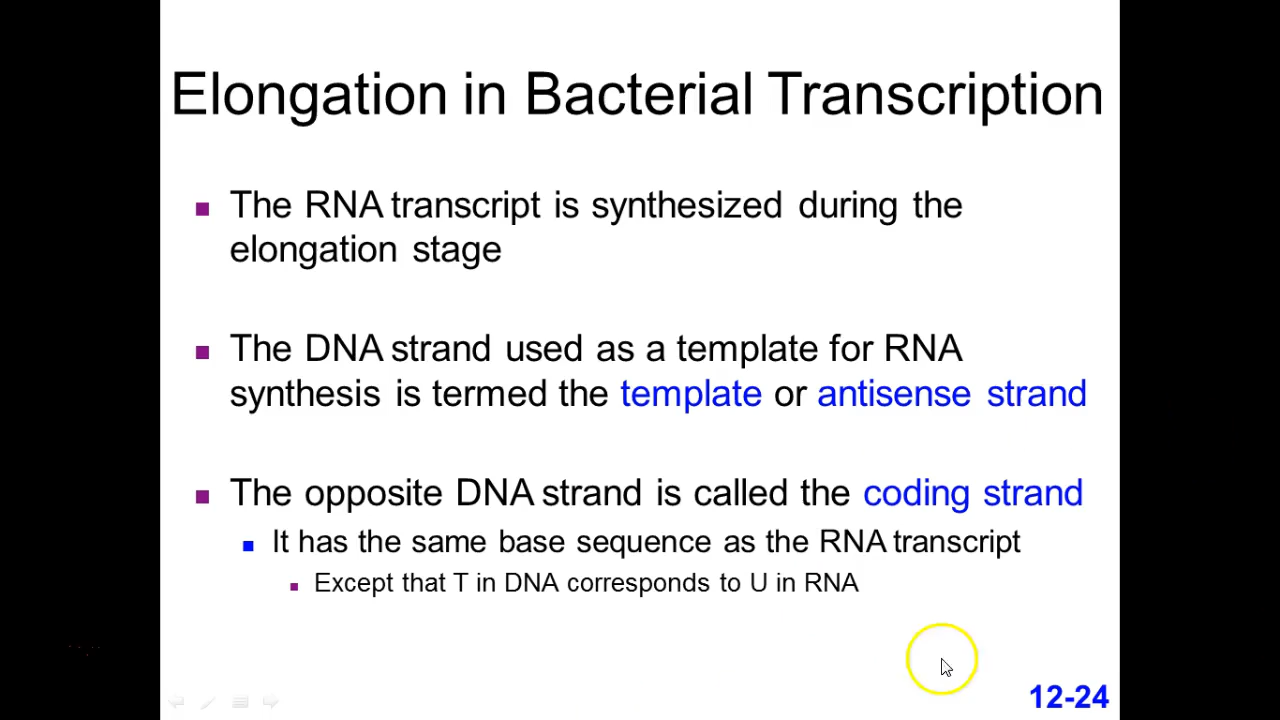 Elongation in Bacterial Transcription
The RNA transcript is synthesized during the
elongation stage
The DNA strand used as a template for RNA
synthesis is termed the template or antisense strand
The opposite DNA strand is called the coding strand
It has the same base sequence as the RNA transcript
Except that T in DNA corresponds to U in RNA
12-24